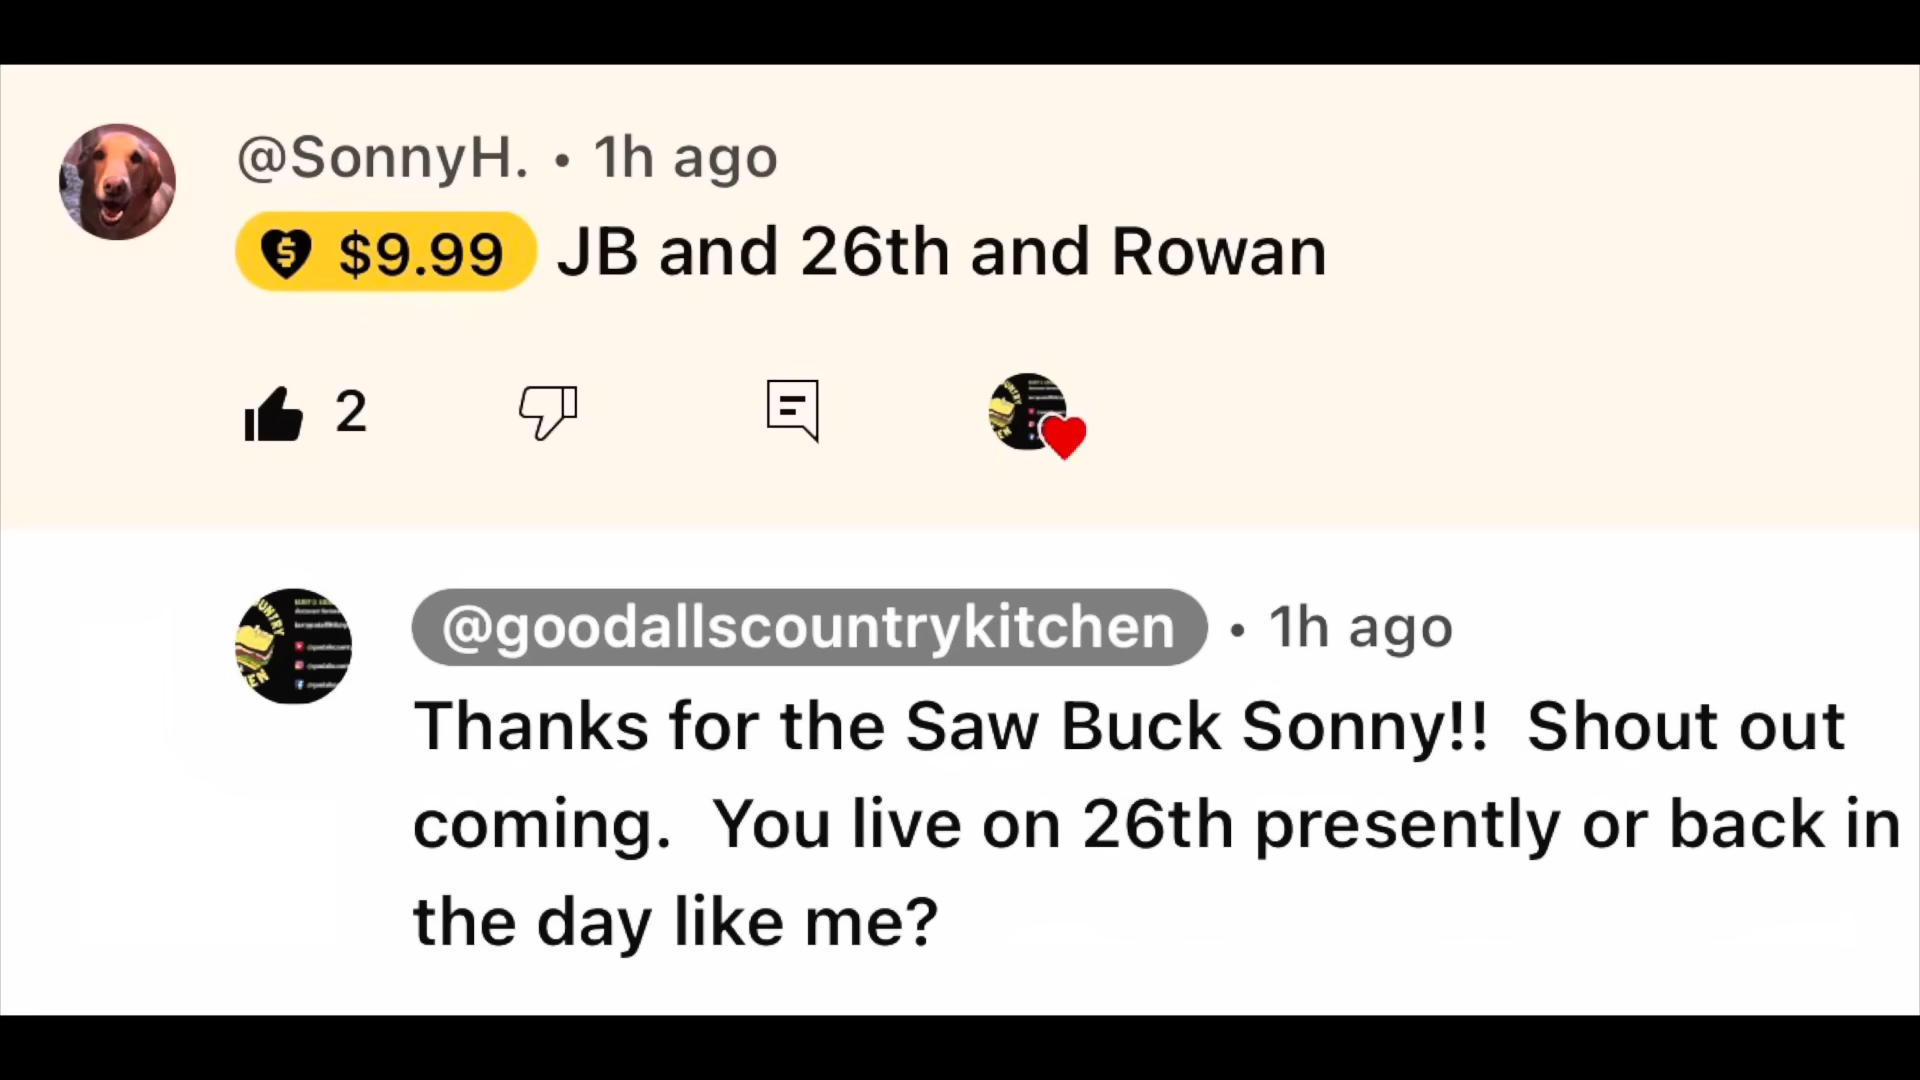 @SonnyH. • 1h ago
$9.99 JB and 26th and Rowan
2
@goodallscountrykitchen • 1h ago
Thanks for the Saw Buck Sonny!! Shout out
coming. You live on 26th presently or back in
the day like me?